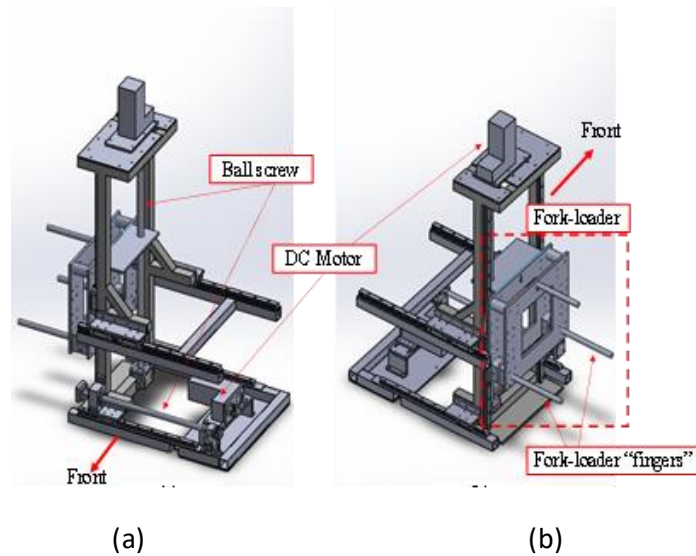 Ball screw
DC Motor
Front
Front
Fork-loader
Fork-loader “fingers”
(a)
(b)